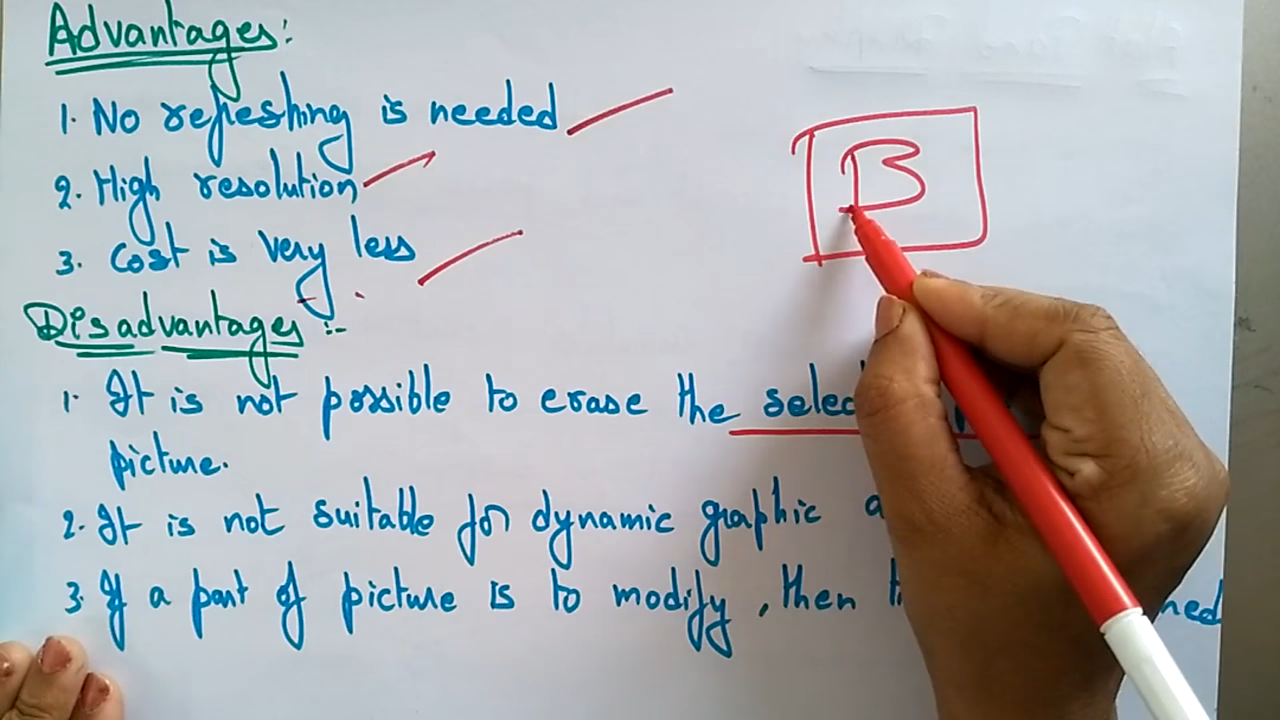 Advantages:
1. No refreshing is needed
2. High resolution
3. Cost is very less
B
Disadvantages :-
1. It is not possible to erase the
picture.
2. It is not suitable for dynamic graphic
3. If a part of picture is to modify, then